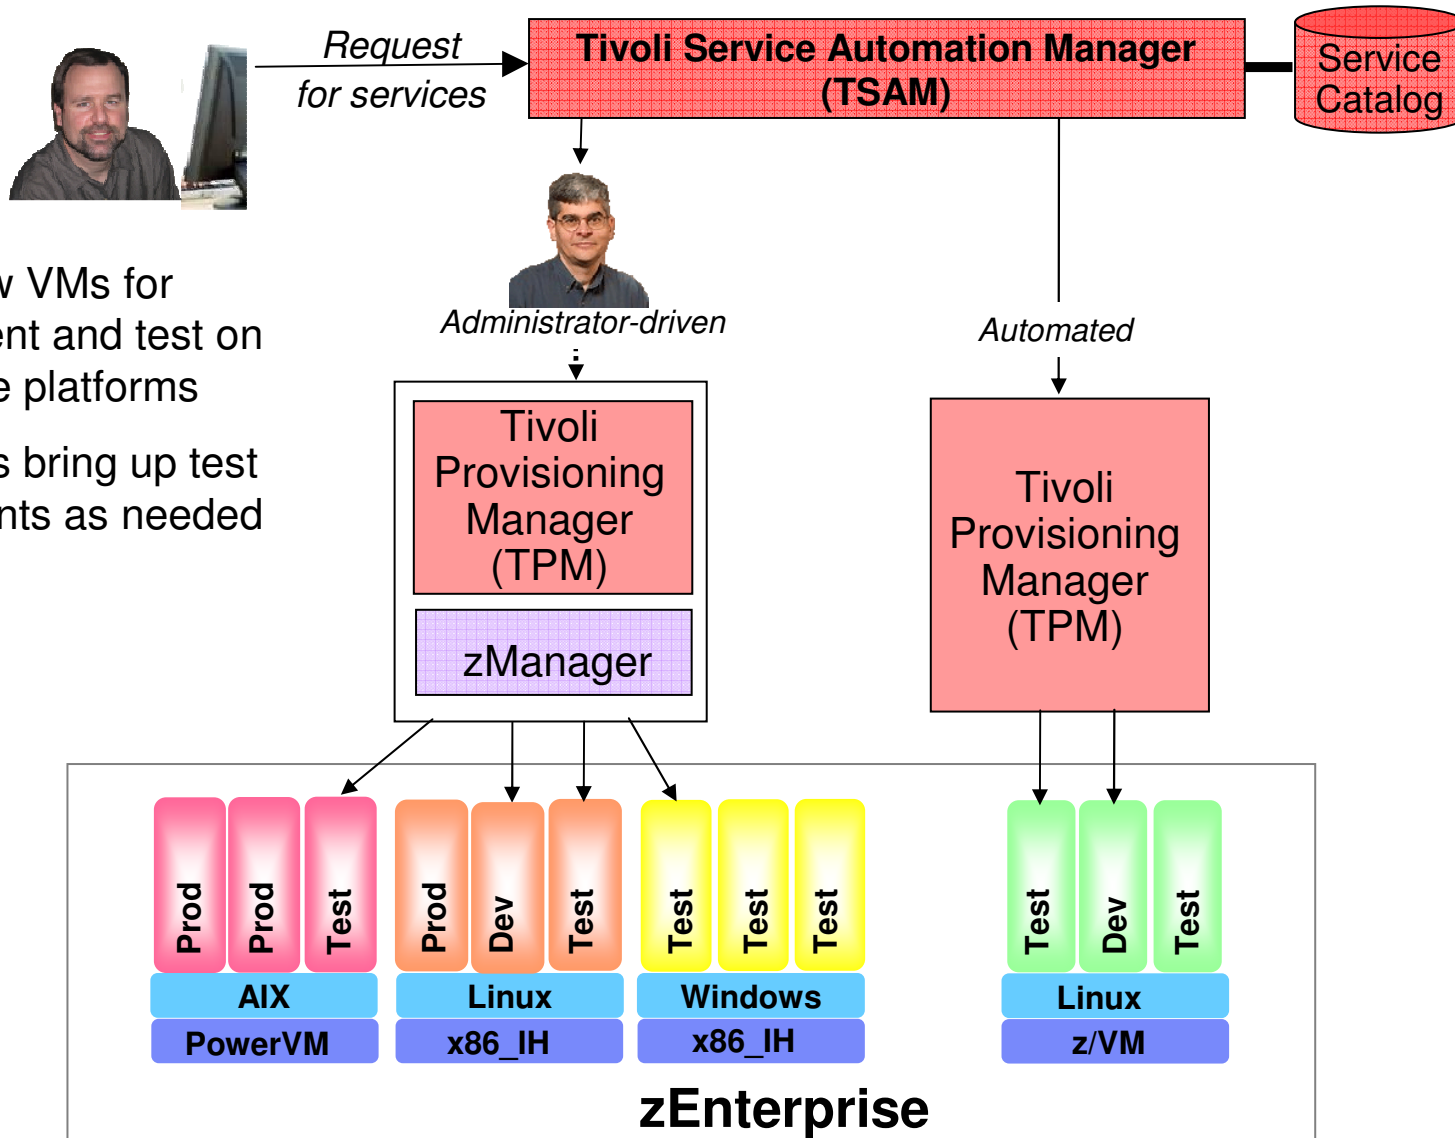 Request
for services
Tivoli Service Automation Manager
(TSAM)
Service
Catalog
VMs for
and test on
platforms
bring up test
as needed
Administrator-driven
Automated
Tivoli
Provisioning
Manager
(TPM)
zManager
Tivoli
Provisioning
Manager
(TPM)
Prod
Prod
Test
Prod
Dev
Test
Test
Test
Test
Test
Dev
Test
AIX
Linux
Windows
Linux
PowerVM
x86_IH
x86_IH
z/VM
zEnterprise